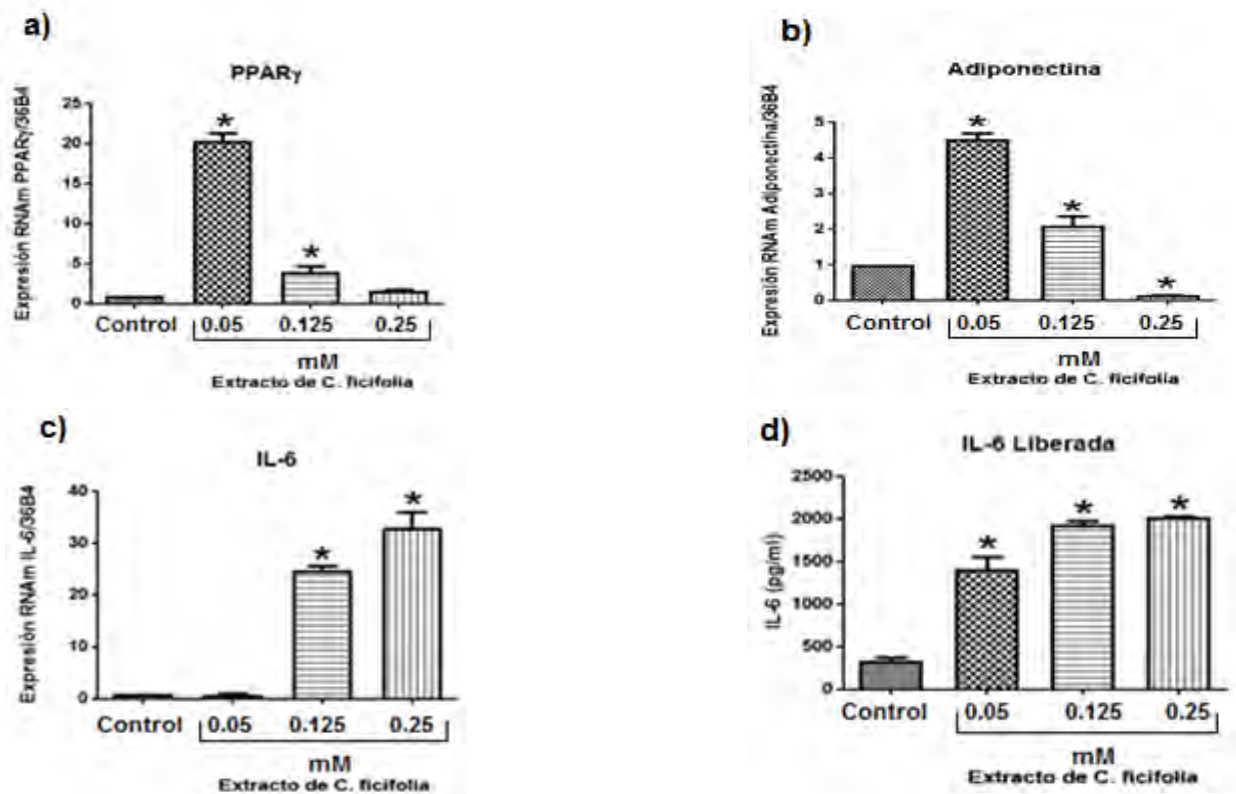 a)
PPARγ
Expresión RNAm PPARγ/36B4
25
20
15
10
5
0
*
*
Control 0.05 0.125 0.25
mM
Extracto de C. ficifolia
b)
Adiponectina
Expresión RNAm Adiponectina/36B4
5
4
3
2
1
0
*
*
*
Control 0.05 0.125 0.25
mM
Extracto de C. ficifolia
c)
IL-6
Expresión RNAm IL-6/36B4
40
30
20
10
0
*
*
Control 0.05 0.125 0.25
mM
Extracto de C. ficifolia
d)
IL-6 Liberada
IL-6 (pg/ml)
2500
2000
1500
1000
500
0
*
*
*
Control 0.05 0.125 0.25
mM
Extracto de C. ficifolia